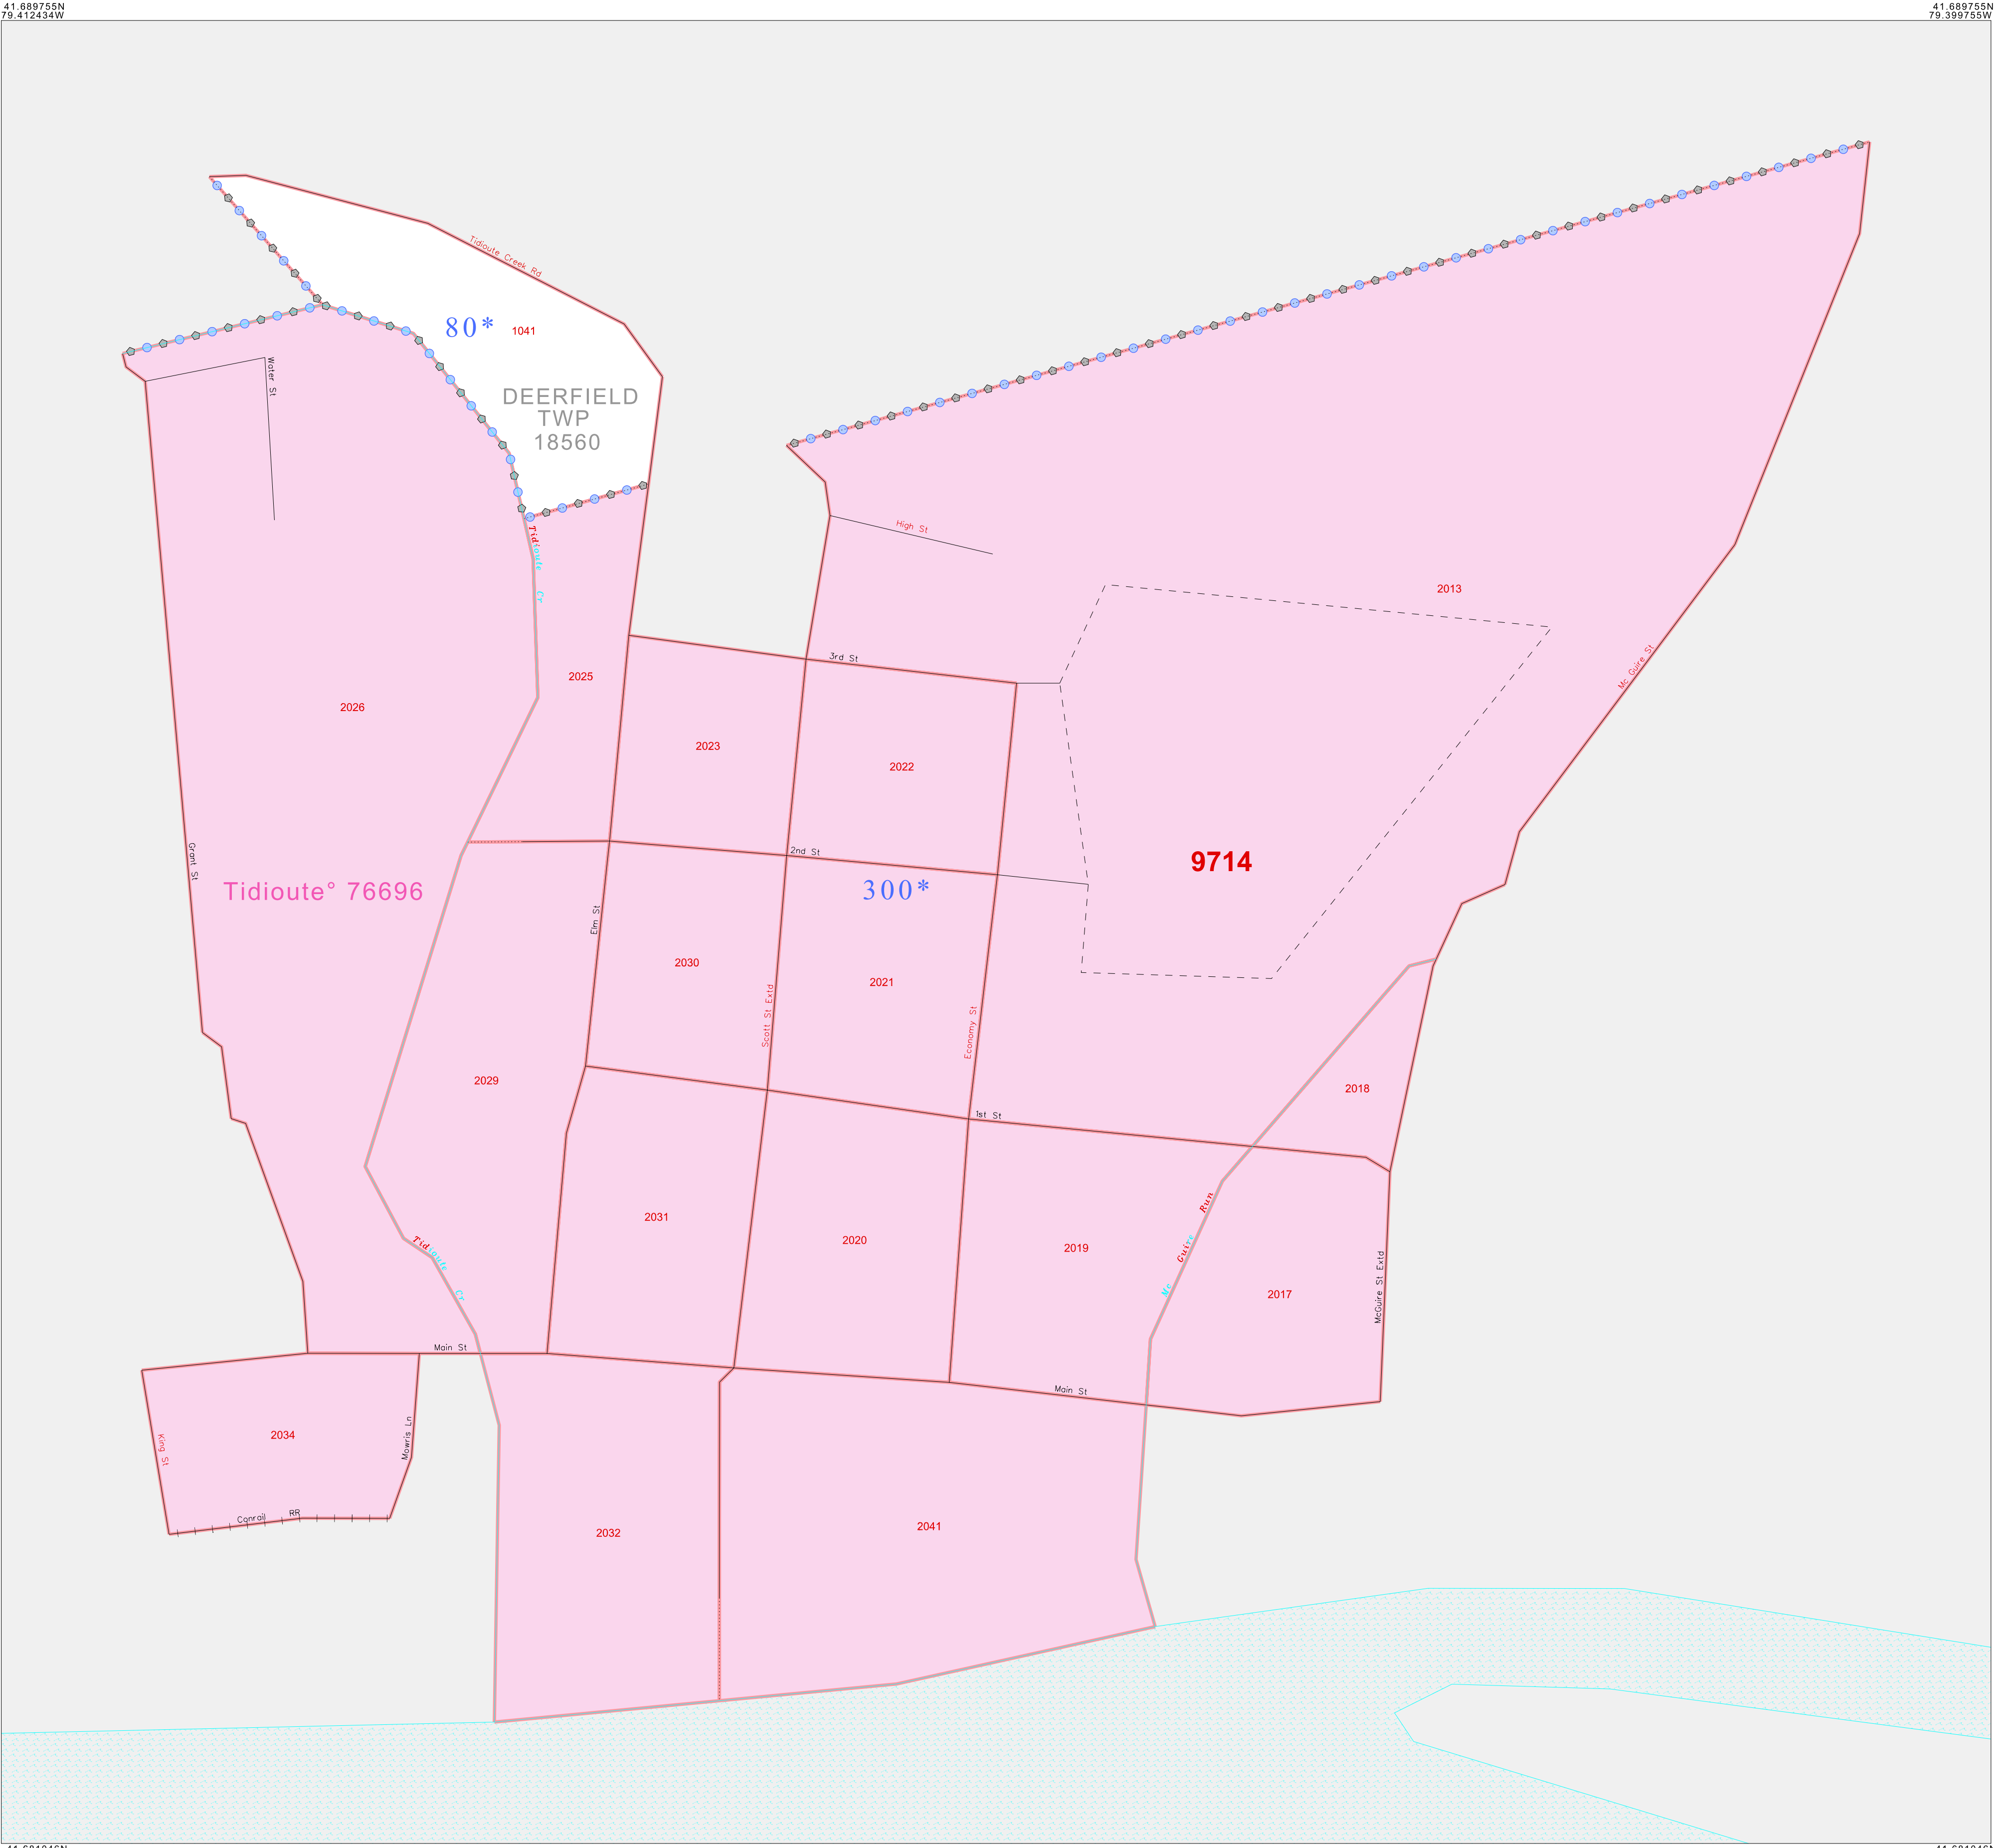 41.689755N
79.412434W
41.689755N
79.399755W
Tidioute Creek Rd
80*
1041
DEERFIELD
TWP
18560
Water St
High St
Tidioute Cr
2013
Mc Guire St
3rd St
2025
2026
2023
2022
2nd St
9714
Grant St
Tidioute° 76696
300*
Elm St
2030
2021
Scott St Extd
Economy St
2029
2018
1st St
2031
2020
2019
Mc Guire Run
Tidioute Cr
2017
McGuire St Extd
Main St
Main St
2034
King St
Mowris Ln
Conrail RR
2032
2041